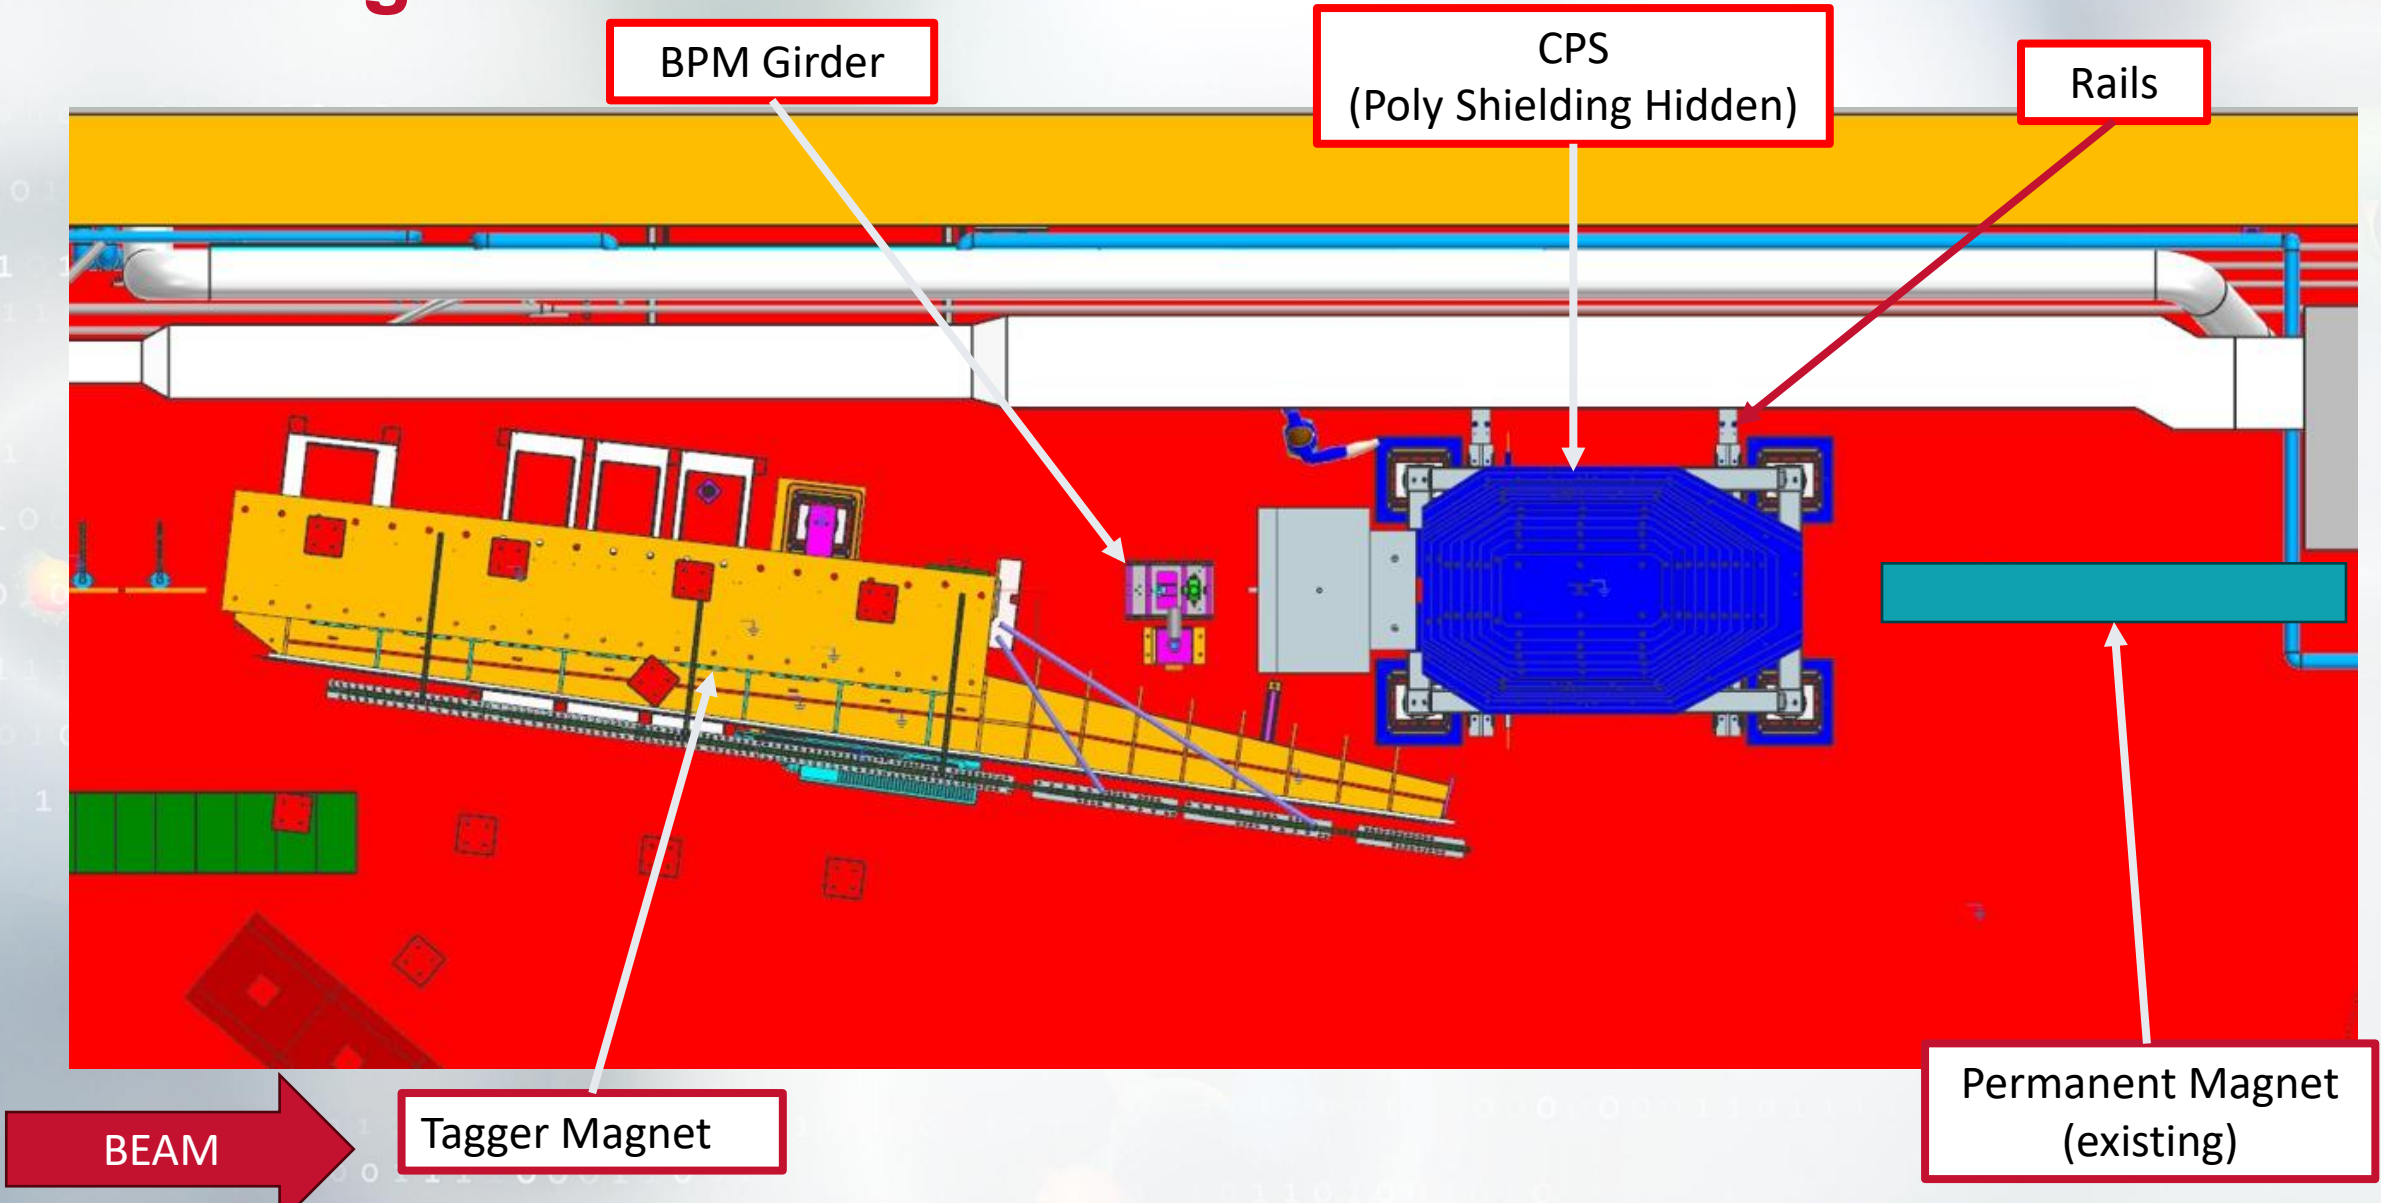 BPM Girder
CPS
(Poly Shielding Hidden)
Rails
BEAM
Tagger Magnet
Permanent Magnet
(existing)